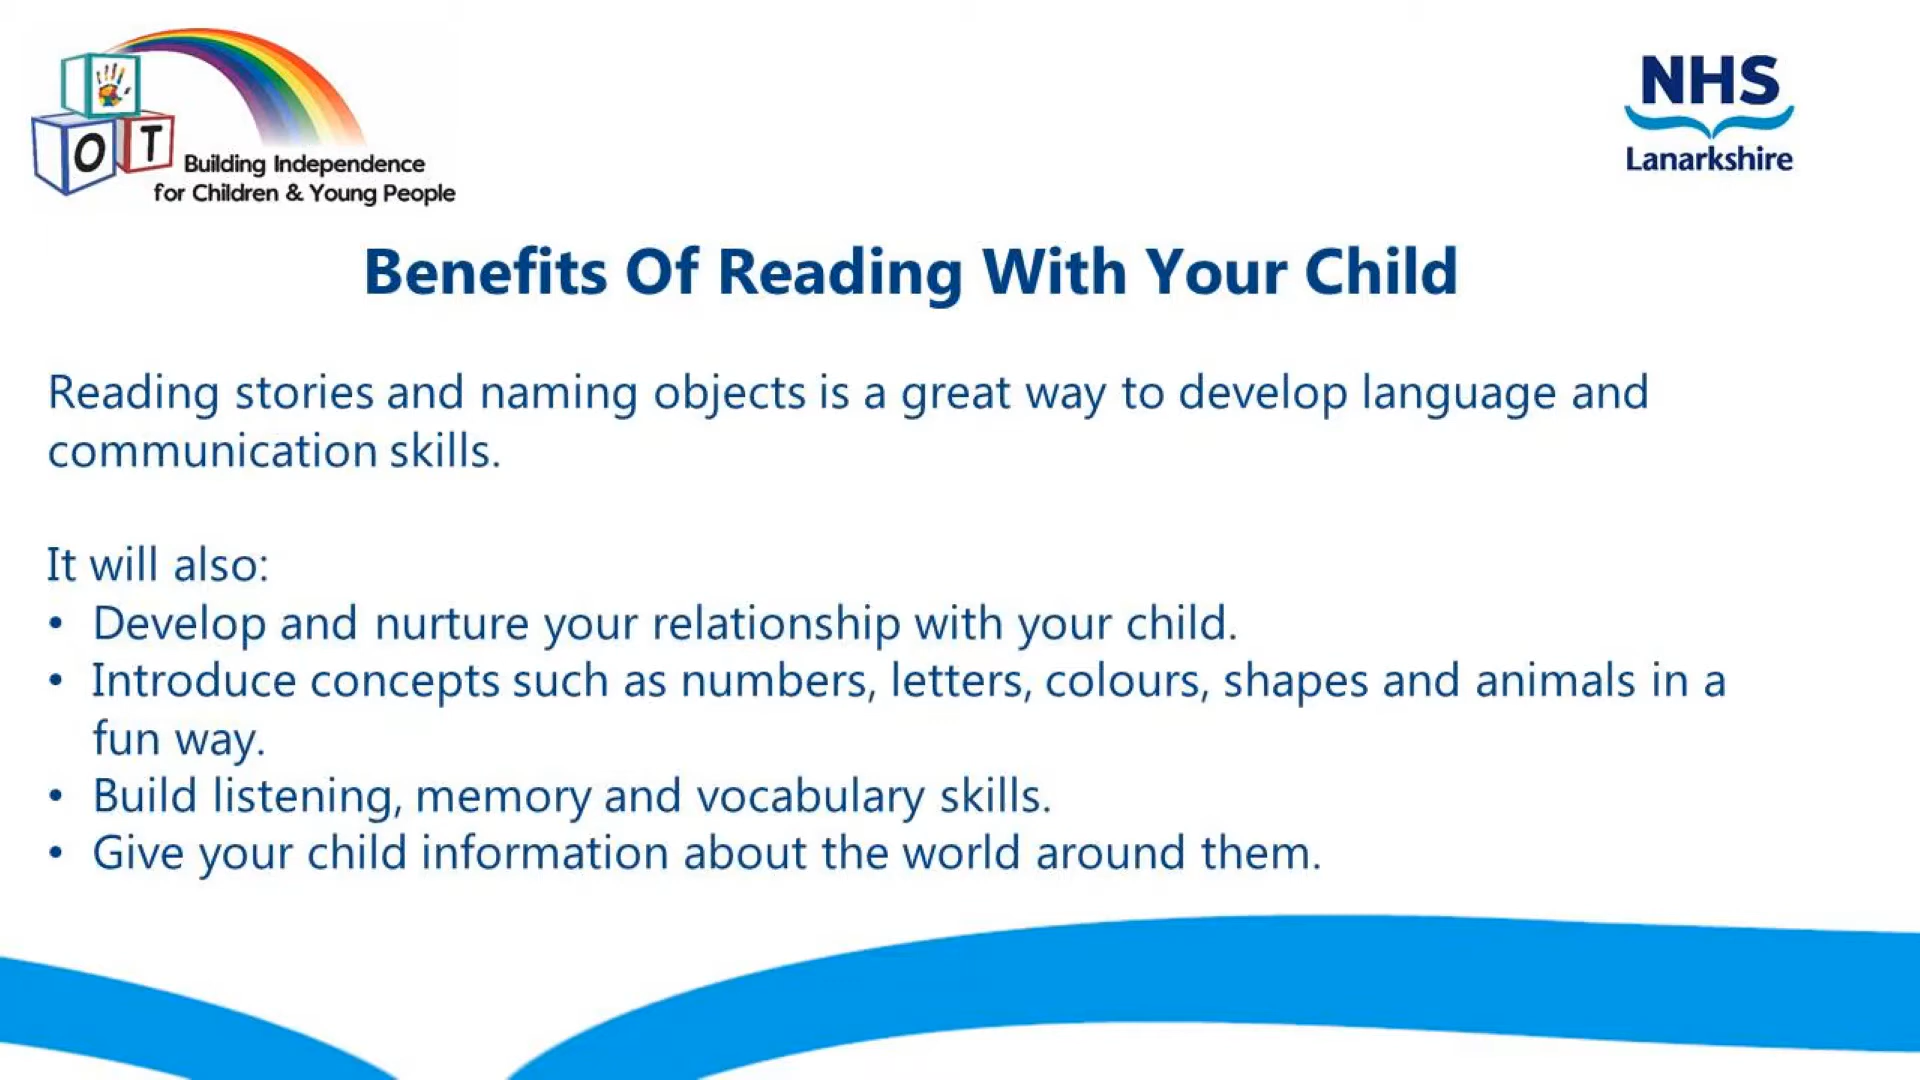 O T
Building Independence
for Children & Young People
NHS
Lanarkshire
Benefits Of Reading With Your Child
Reading stories and naming objects is a great way to develop language and
communication skills.
It will also:
• Develop and nurture your relationship with your child.
• Introduce concepts such as numbers, letters, colours, shapes and animals in a
fun way.
• Build listening, memory and vocabulary skills.
• Give your child information about the world around them.